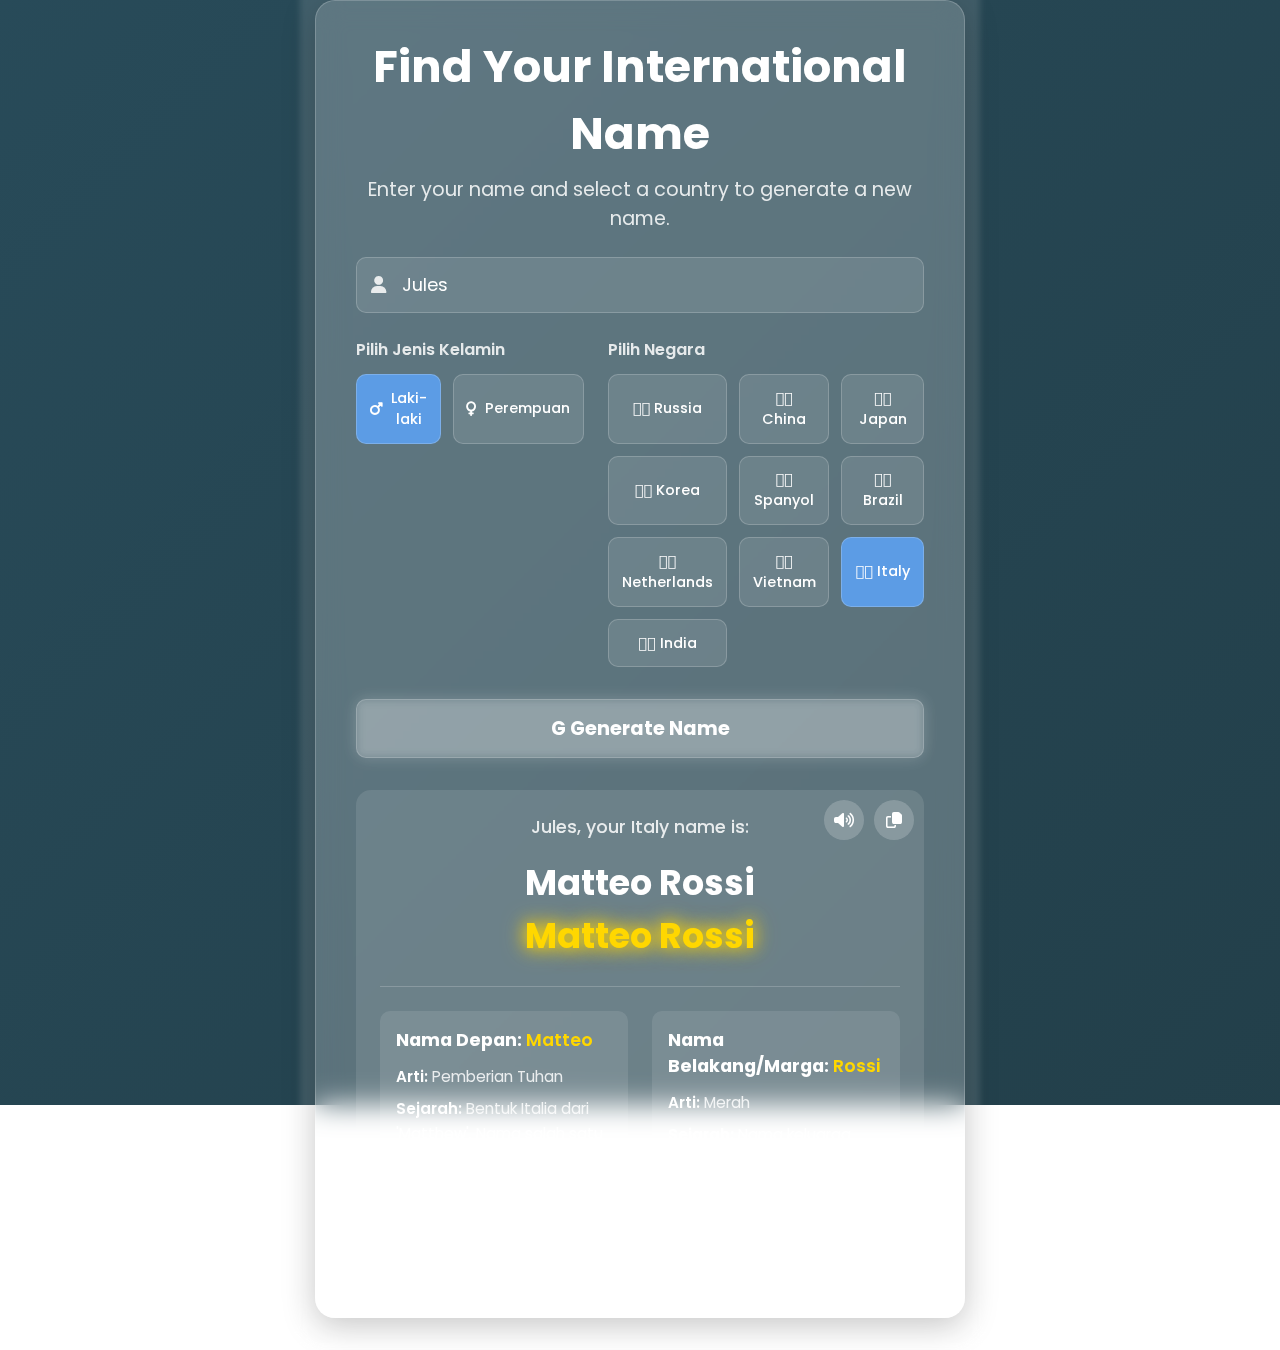 Find Your International
Name
Enter your name and select a country to generate a new
name.
Jules
Pilih Jenis Kelamin
Laki-
laki
Perempuan
Pilih Negara
Russia
China
Japan
Korea
Spanyol
Brazil
Netherlands
Vietnam
Italy
India
G Generate Name
Jules, your Italy name is:
Matteo Rossi
Matteo Rossi
Nama Depan: Matteo
Arti: Pemberian Tuhan
Sejarah: Bentuk Italia dari
Nama
Belakang/Marga: Rossi
Arti: Merah